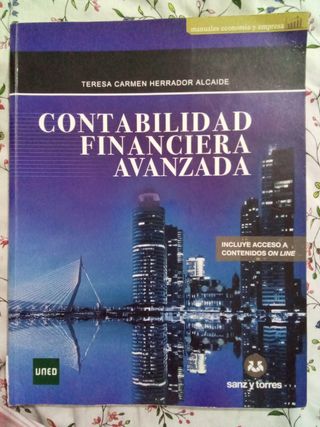 manuales economía y empresa
TERESA CARMEN HERRADOR ALCAIDE
CONTABILIDAD
FINANCIERA
AVANZADA
INCLUYE ACCESO A
CONTENIDOS ON LINE
UNED
sanz y torres